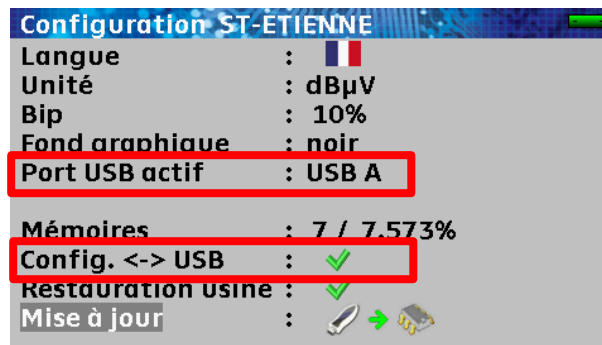 Configuration ST-ETIENNE
Langue :
Unité : dBµV
Bip : 10%
Fond graphique : noir
Port USB actif : USB A
Mémoires : 7 / 7.573%
Config. <-> USB :
Restauration usine :
Mise à jour :